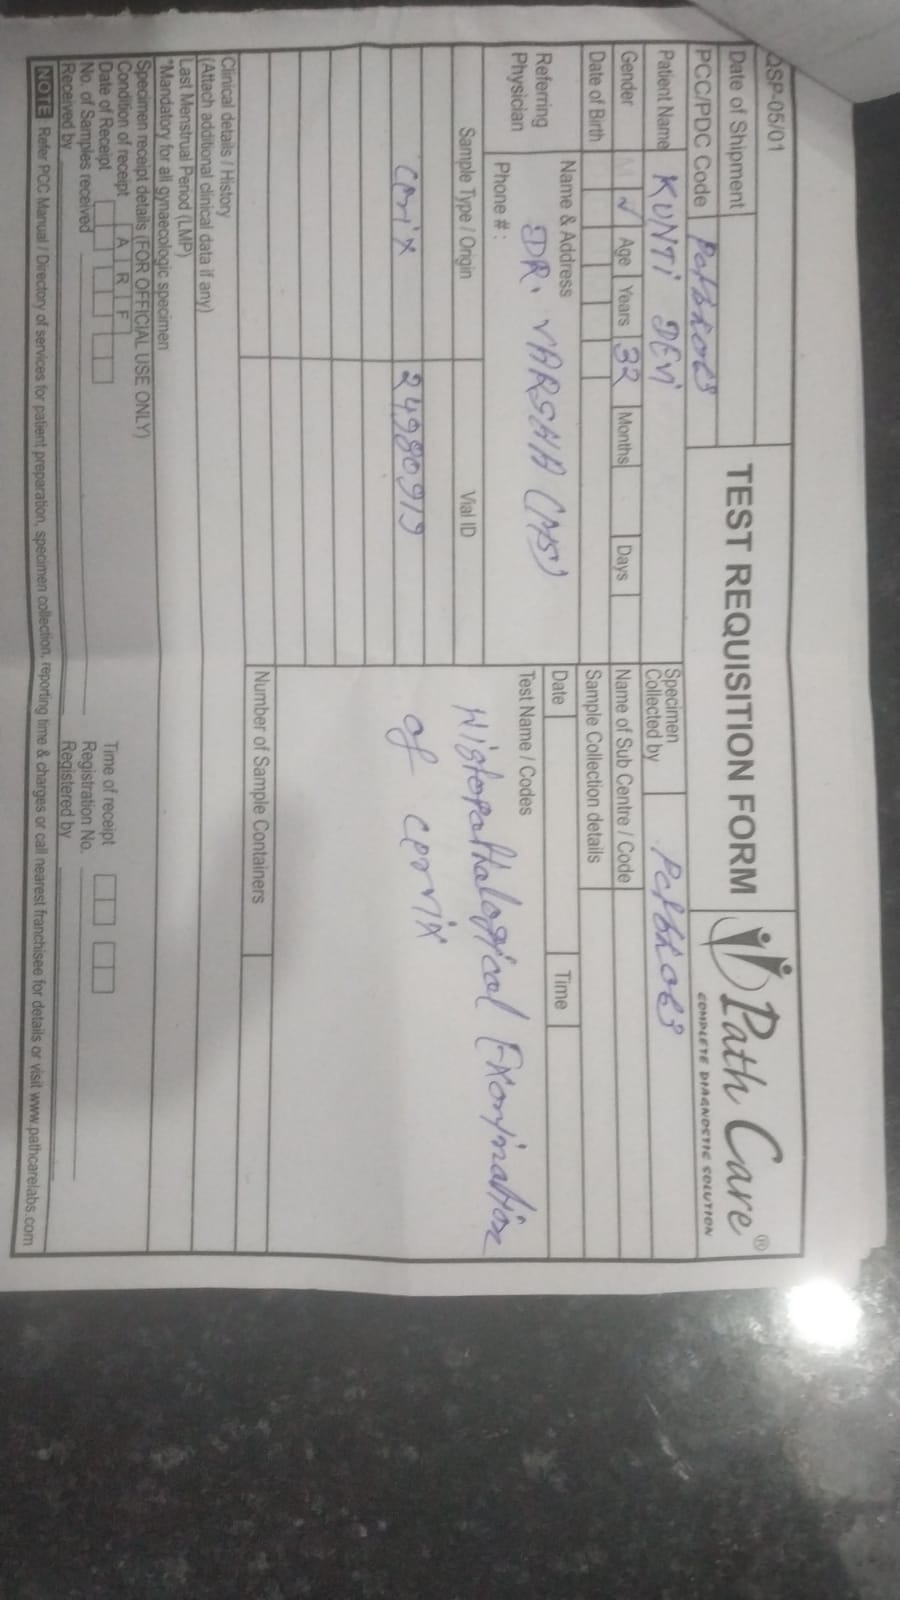 QSP-05/01
TEST REQUISITION FORM
Path Care®
COMPLETE DIAGNOSTIC SOLUTION
Date of Shipment
PCC/PDC Code
Patient Name KUNTI DEVI
Specimen Collected by
Gender M ✓ Age Years 32 Months Days
Name of Sub Centre / Code
Date of Birth
Sample Collection details
Referring Physician
Name & Address
DR. VARSHA (MS)
Phone # :
Date
Time
Test Name / Codes
Histopathalogical Examination
of cervix
Sample Type / Origin
Vial ID
cervix
24980919
Number of Sample Containers
Clinical details / History
(Attach additional clinical data if any)
Last Menstrual Period (LMP)
*Mandatory for all gynaecologic specimen
Specimen receipt details (FOR OFFICIAL USE ONLY)
Condition of receipt A R F
Date of Receipt
Time of receipt
No. of Samples received
Registration No.
Received by
Registered by
NOTE Refer PCC Manual / Directory of services for patient preparation, specimen collection, reporting time & charges or call nearest franchisee for details or visit www.pathcarelabs.com